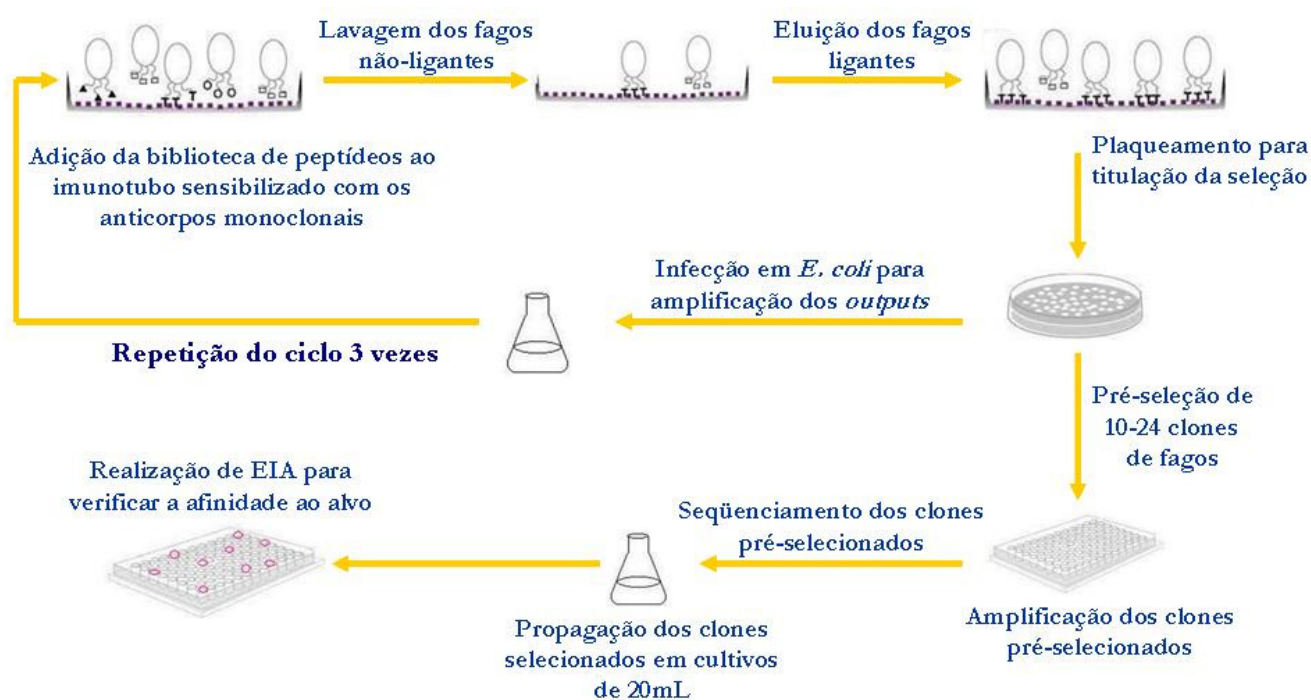 Lavagem dos fagos
não-ligantes
Eluição dos fagos
ligantes
Adição da biblioteca de peptídeos ao
imunotubo sensibilizado com os
anticorpos monoclonais
Plaqueamento para
titulação da seleção
Infecção em E. coli para
amplificação dos outputs
Repetição do ciclo 3 vezes
Pré-seleção de
10-24 clones
de fagos
Realização de EIA para
verificar a afinidade ao alvo
Seqüenciamento dos clones
pré-selecionados
Propagação dos clones
selecionados em cultivos
de 20mL
Amplificação dos clones
pré-selecionados